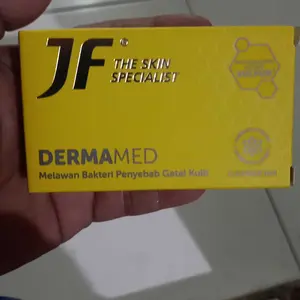 JF®
THE SKIN
SPECIALIST
DERMAMED
Melawan Bakteri Penyebab Gatal Kulit